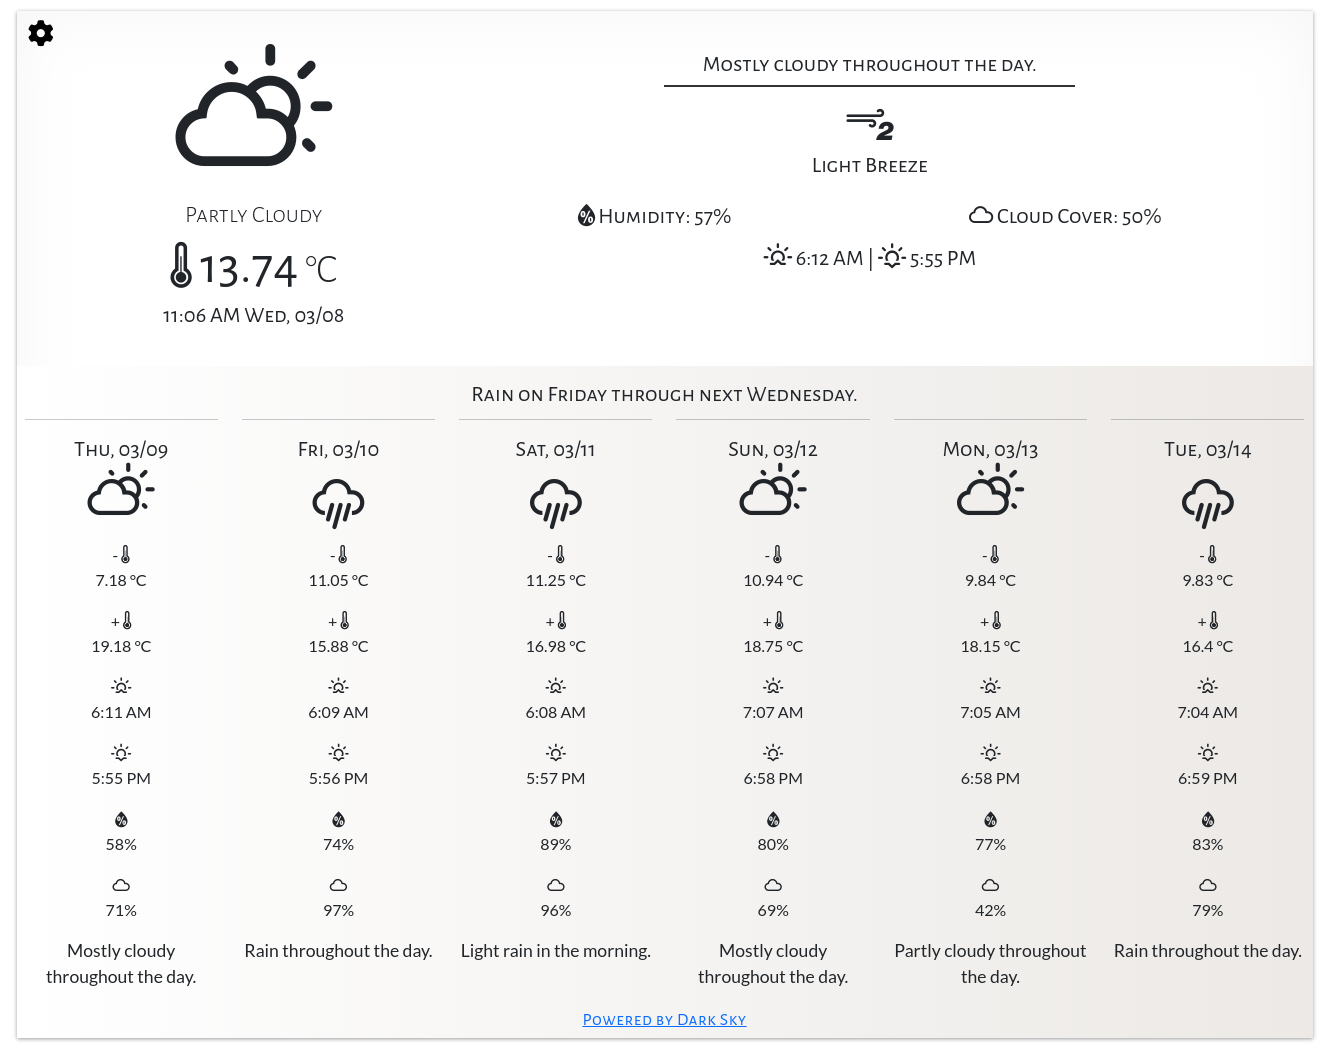 Mostly cloudy throughout the day.
2
Light Breeze
Partly Cloudy
% Humidity: 57%
Cloud Cover: 50%
13.74 °C
6:12 AM | 5:55 PM
11:06 AM Wed, 03/08
Rain on Friday through next Wednesday.
Thu, 03/09 Fri, 03/10 Sat, 03/11 Sun, 03/12 Mon, 03/13 Tue, 03/14
- - - - - -
7.18 °C 11.05 °C 11.25 °C 10.94 °C 9.84 °C 9.83 °C
+ + + + + +
19.18 °C 15.88 °C 16.98 °C 18.75 °C 18.15 °C 16.4 °C
6:11 AM 6:09 AM 6:08 AM 7:07 AM 7:05 AM 7:04 AM
5:55 PM 5:56 PM 5:57 PM 6:58 PM 6:58 PM 6:59 PM
% % % % % %
58% 74% 89% 80% 77% 83%
71% 97% 96% 69% 42% 79%
Mostly cloudy
throughout the day.
Rain throughout the day.
Light rain in the morning.
Mostly cloudy
throughout the day.
Partly cloudy throughout
the day.
Rain throughout the day.
Powered by Dark Sky